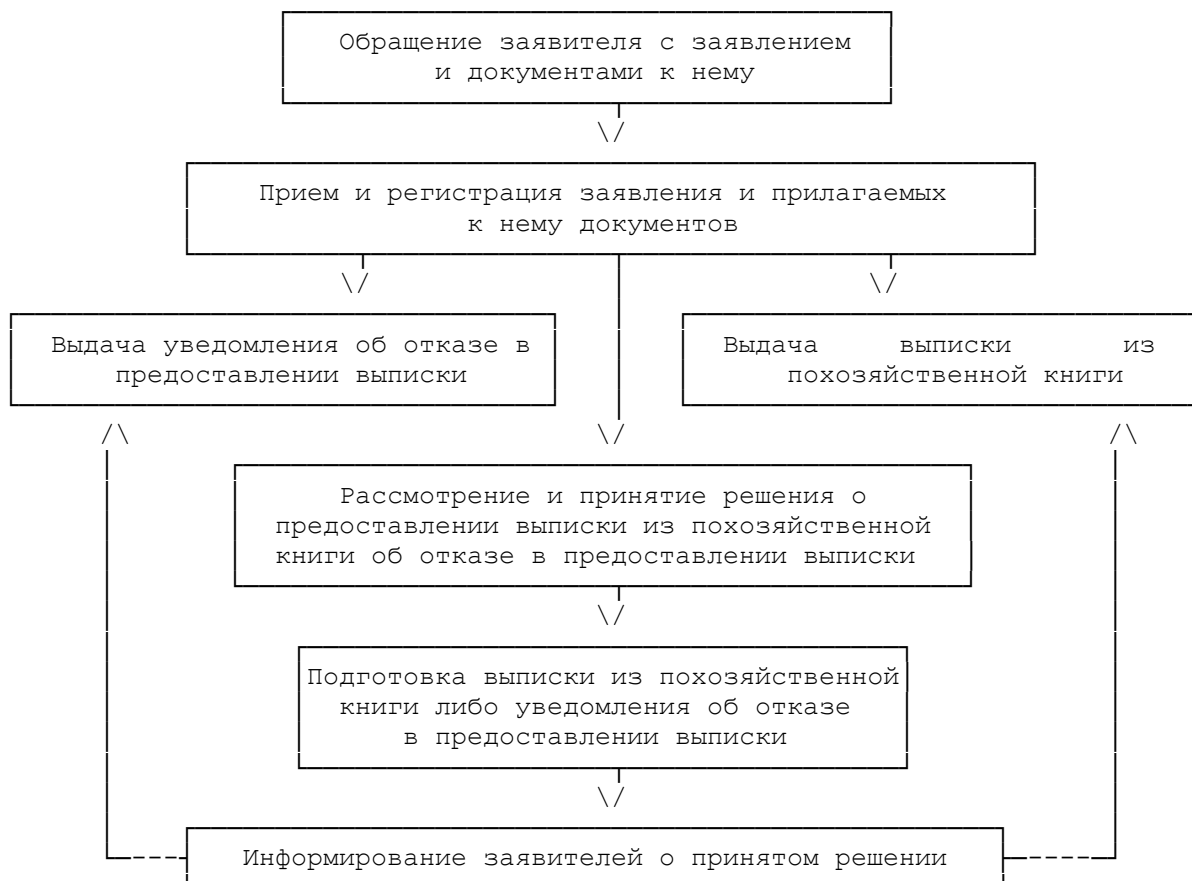 Обращение заявителя с заявлением
и документами к нему
Прием и регистрация заявления и прилагаемых
к нему документов
Выдача уведомления об отказе в
предоставлении выписки
Выдача выписки из
похозяйственной книги
Рассмотрение и принятие решения о
предоставлении выписки из похозяйственной
книги об отказе в предоставлении выписки
Подготовка выписки из похозяйственной
книги либо уведомления об отказе
в предоставлении выписки
Информирование заявителей о принятом решении